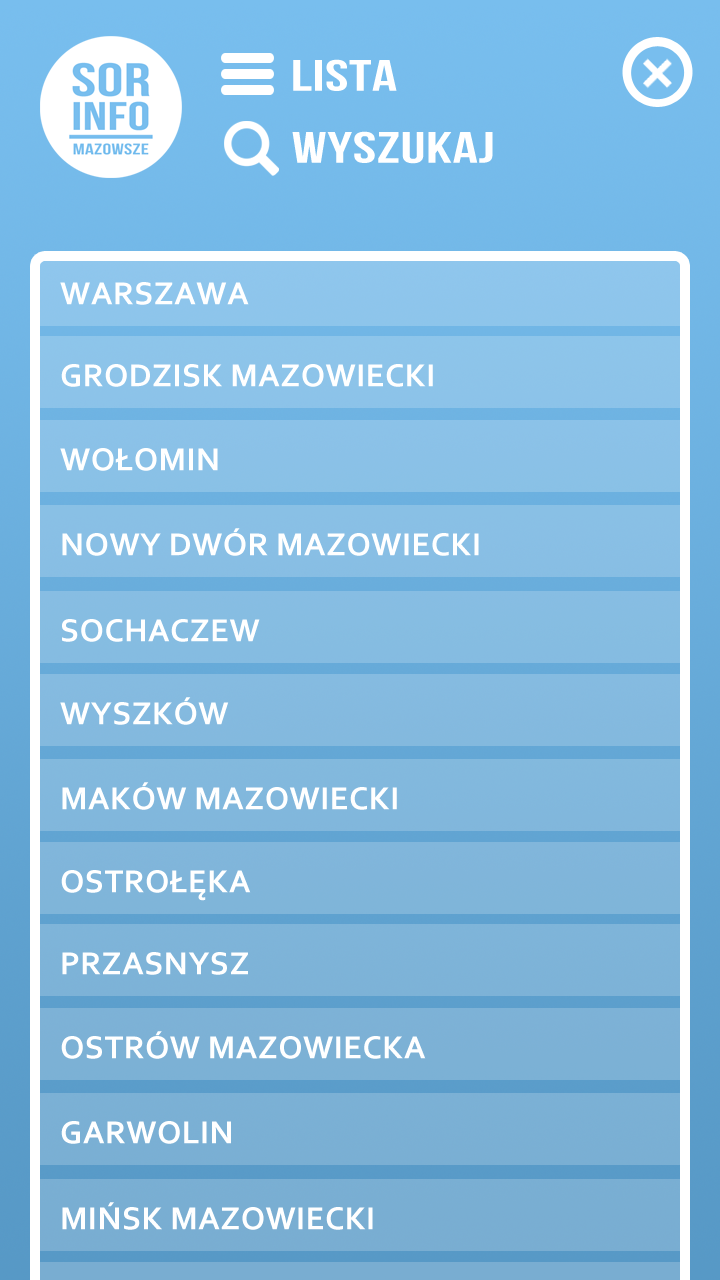 SOR
INFO
MAZOWSZE
LISTA
WYSZUKAJ
WARSZAWA
GRODZISK MAZOWIECKI
WOŁOMIN
NOWY DWÓR MAZOWIECKI
SOCHACZEW
WYSZKÓW
MAKÓW MAZOWIECKI
OSTROŁĘKA
PRZASNYSZ
OSTRÓW MAZOWIECKA
GARWOLIN
MIŃSK MAZOWIECKI